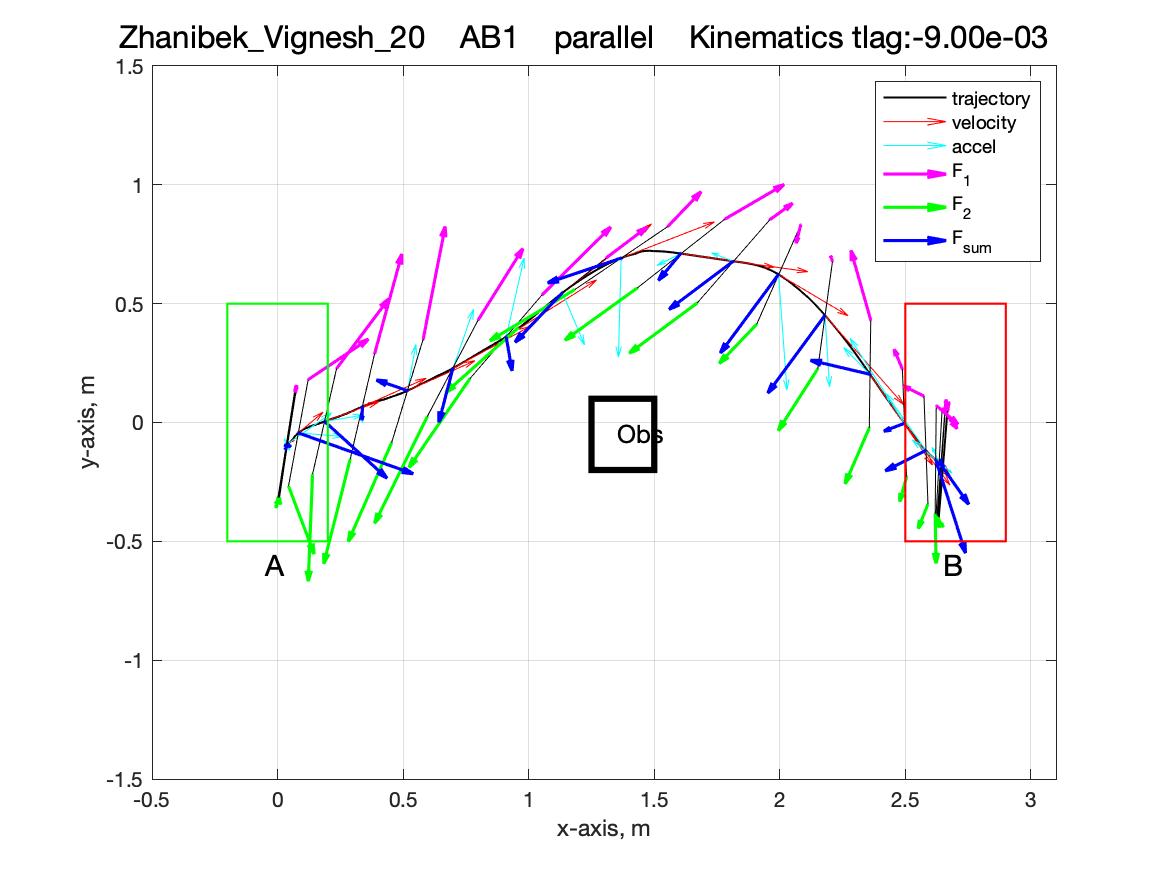 Zhanibek_Vignesh_20 AB1 parallel Kinematics tlag:-9.00e-03
1.5
1
0.5
0
-0.5
-1
-1.5
y-axis, m
trajectory
velocity
accel
F1
F2
Fsum
Obs
A
B
-0.5 0 0.5 1 1.5 2 2.5 3
x-axis, m